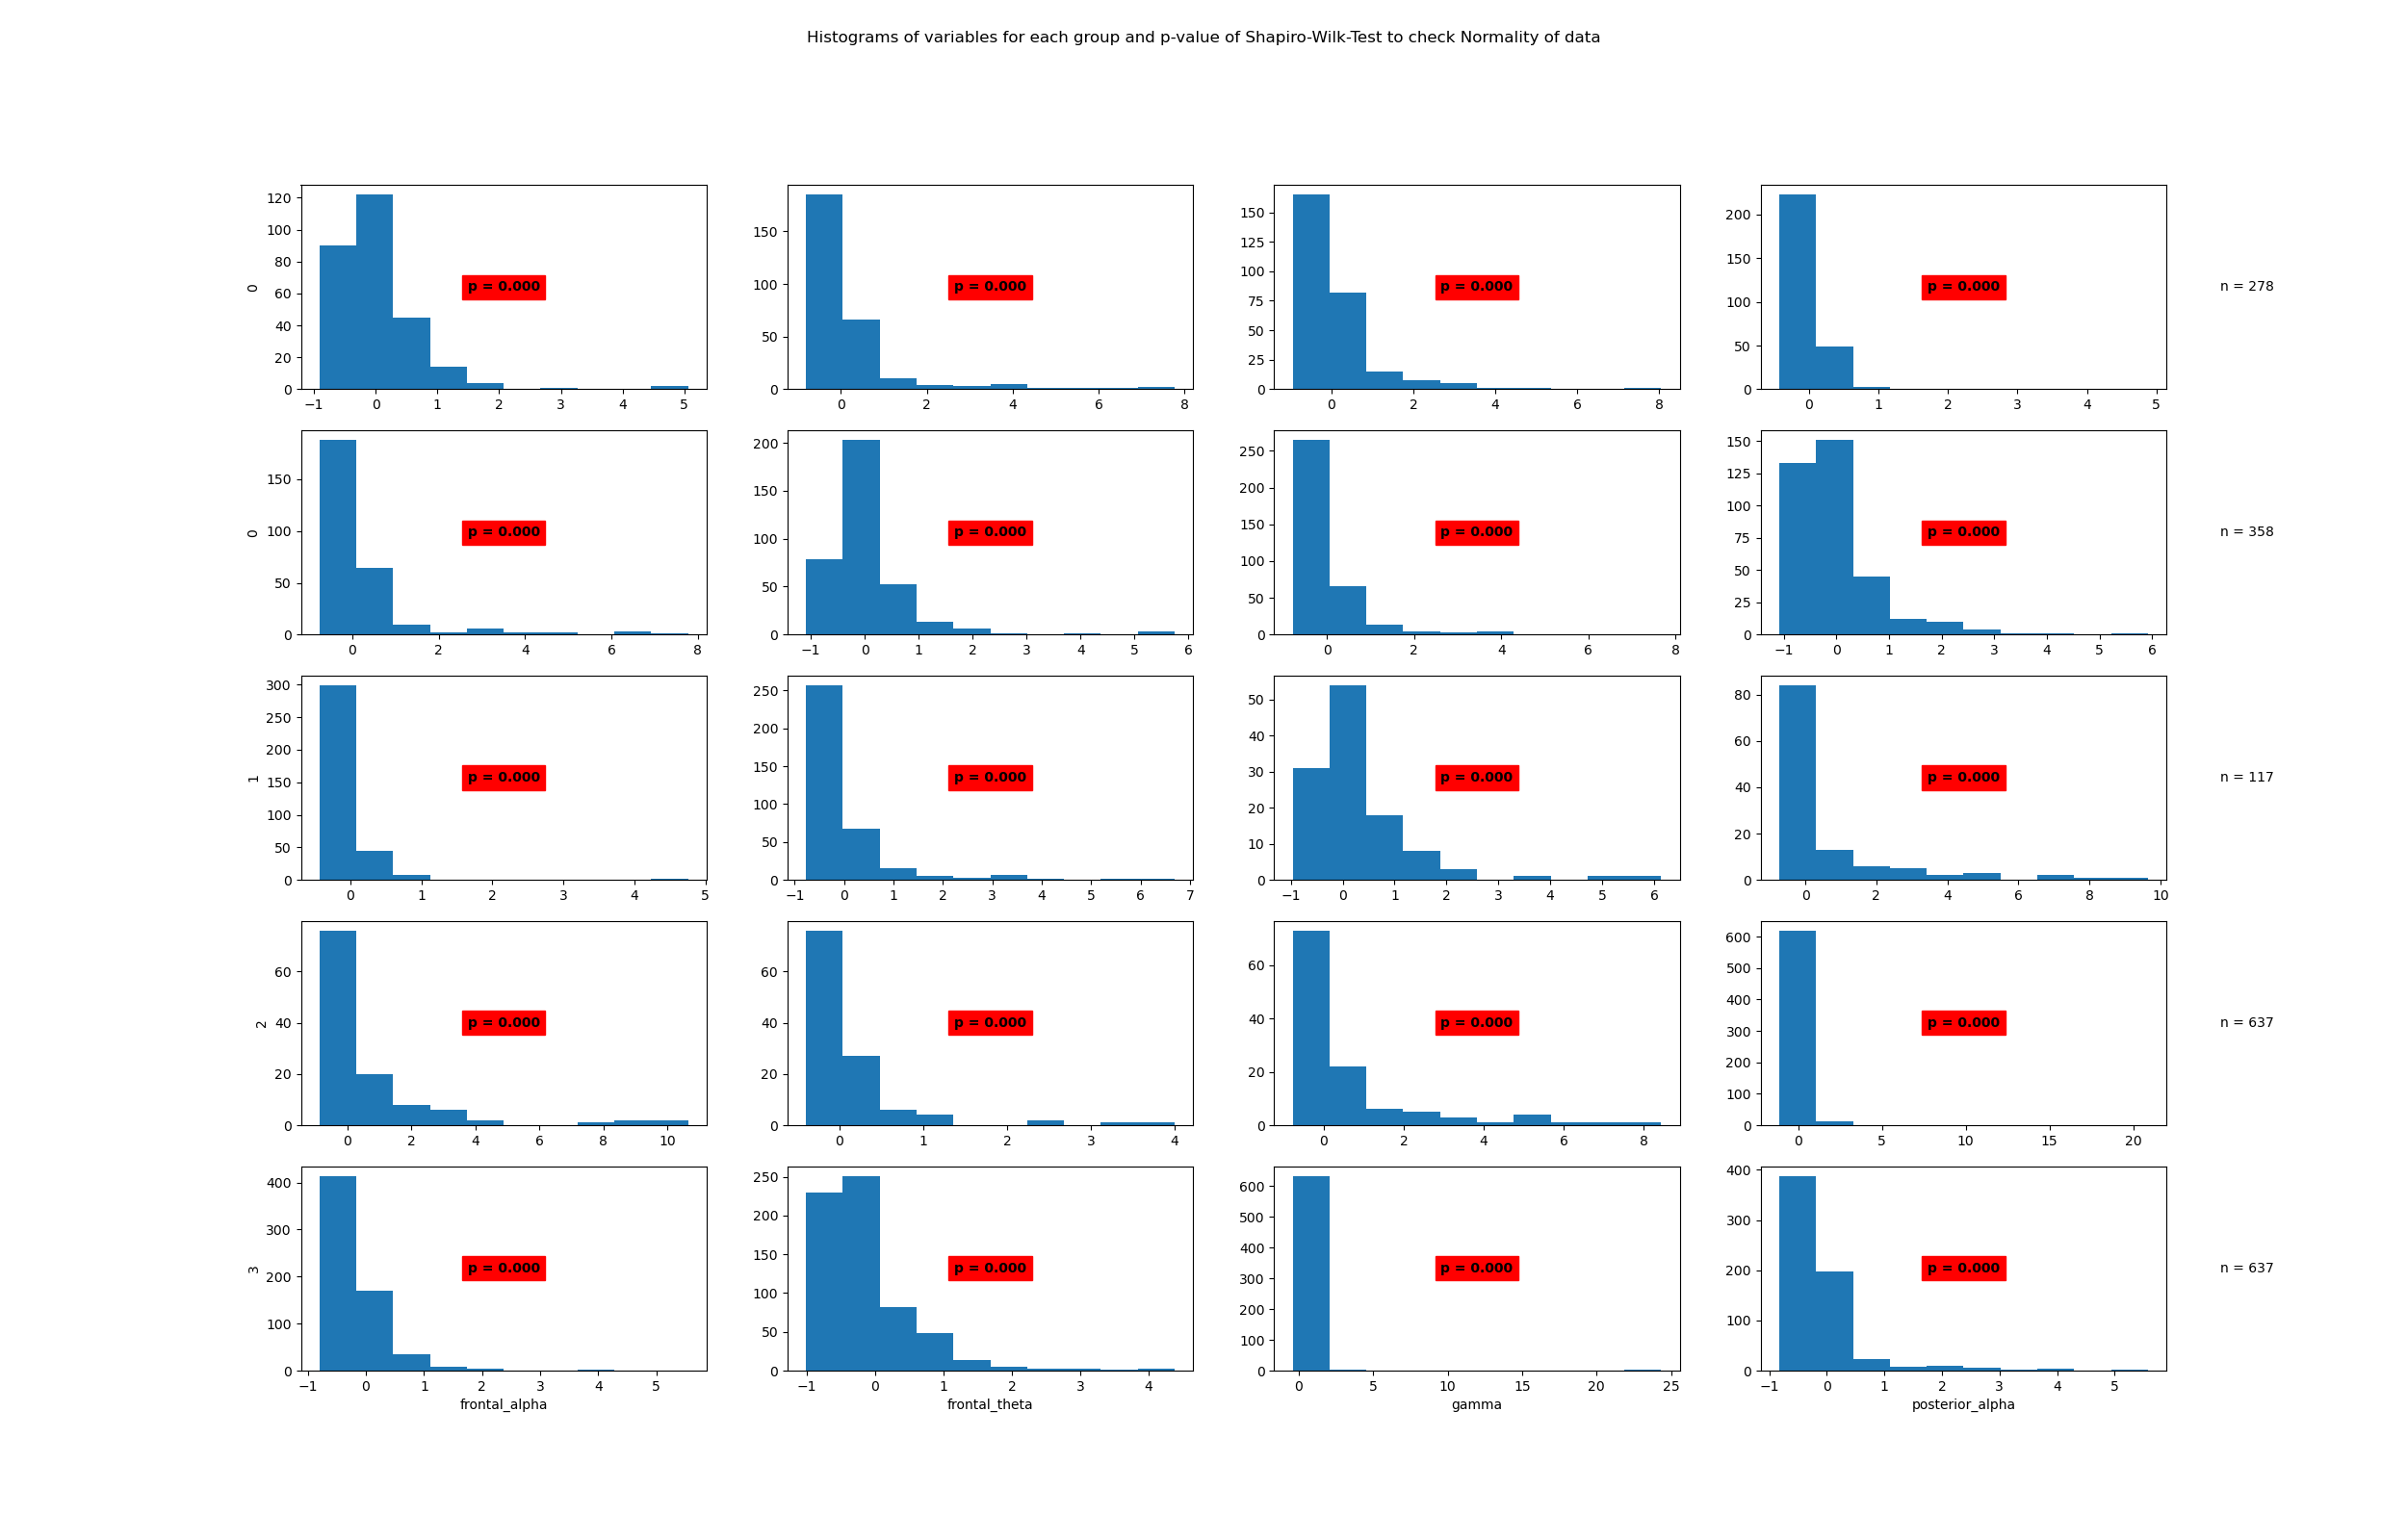 Histograms of variables for each group and p-value of Shapiro-Wilk-Test to check Normality of data
120
100
80
60
40
20
0
0
p = 0.000
−1 0 1 2 3 4 5
150
100
50
0
p = 0.000
0 2 4 6 8
150
125
100
75
50
25
0
p = 0.000
0 2 4 6 8
200
150
100
50
0
p = 0.000
0 1 2 3 4 5
n = 278
150
100
50
0
0
p = 0.000
0 2 4 6 8
200
150
100
50
0
p = 0.000
−1 0 1 2 3 4 5 6
250
200
150
100
50
0
p = 0.000
0 2 4 6 8
150
125
100
75
50
25
0
p = 0.000
−1 0 1 2 3 4 5 6
n = 358
300
250
200
150
100
50
0
1
p = 0.000
0 1 2 3 4 5
250
200
150
100
50
0
p = 0.000
−1 0 1 2 3 4 5 6 7
50
40
30
20
10
0
p = 0.000
−1 0 1 2 3 4 5 6
80
60
40
20
0
p = 0.000
0 2 4 6 8 10
n = 117
60
40
20
0
2
p = 0.000
0 2 4 6 8 10
60
40
20
0
p = 0.000
0 1 2 3 4
60
40
20
0
p = 0.000
0 2 4 6 8
600
500
400
300
200
100
0
p = 0.000
0 5 10 15 20
n = 637
400
300
200
100
0
3
p = 0.000
−1 0 1 2 3 4 5
frontal_alpha
250
200
150
100
50
0
p = 0.000
−1 0 1 2 3 4
frontal_theta
600
500
400
300
200
100
0
p = 0.000
0 5 10 15 20 25
gamma
400
300
200
100
0
p = 0.000
−1 0 1 2 3 4 5
posterior_alpha
n = 637